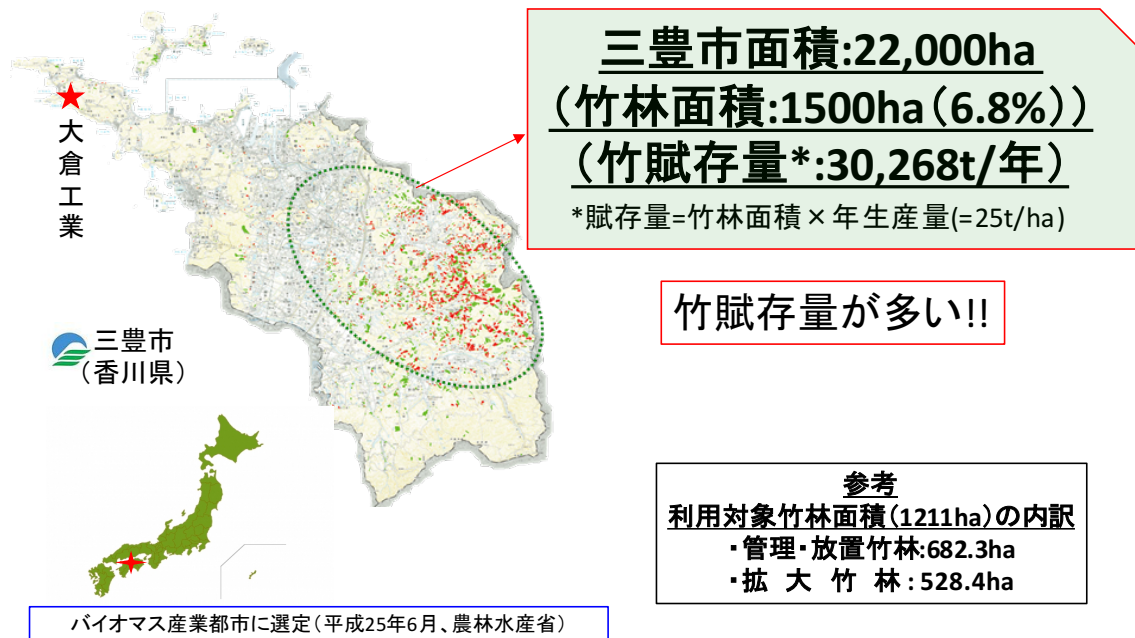 三豊市面積:22,000ha
(竹林面積:1500ha(6.8%))
(竹賦存量*:30,268t/年)
*賦存量=竹林面積×年生産量(=25t/ha)
大倉工業
竹賦存量が多い!!
三豊市
(香川県)
参考
利用対象竹林面積(1211ha)の内訳
・管理・放置竹林:682.3ha
・拡大竹林:528.4ha
バイオマス産業都市に選定(平成25年6月、農林水産省)